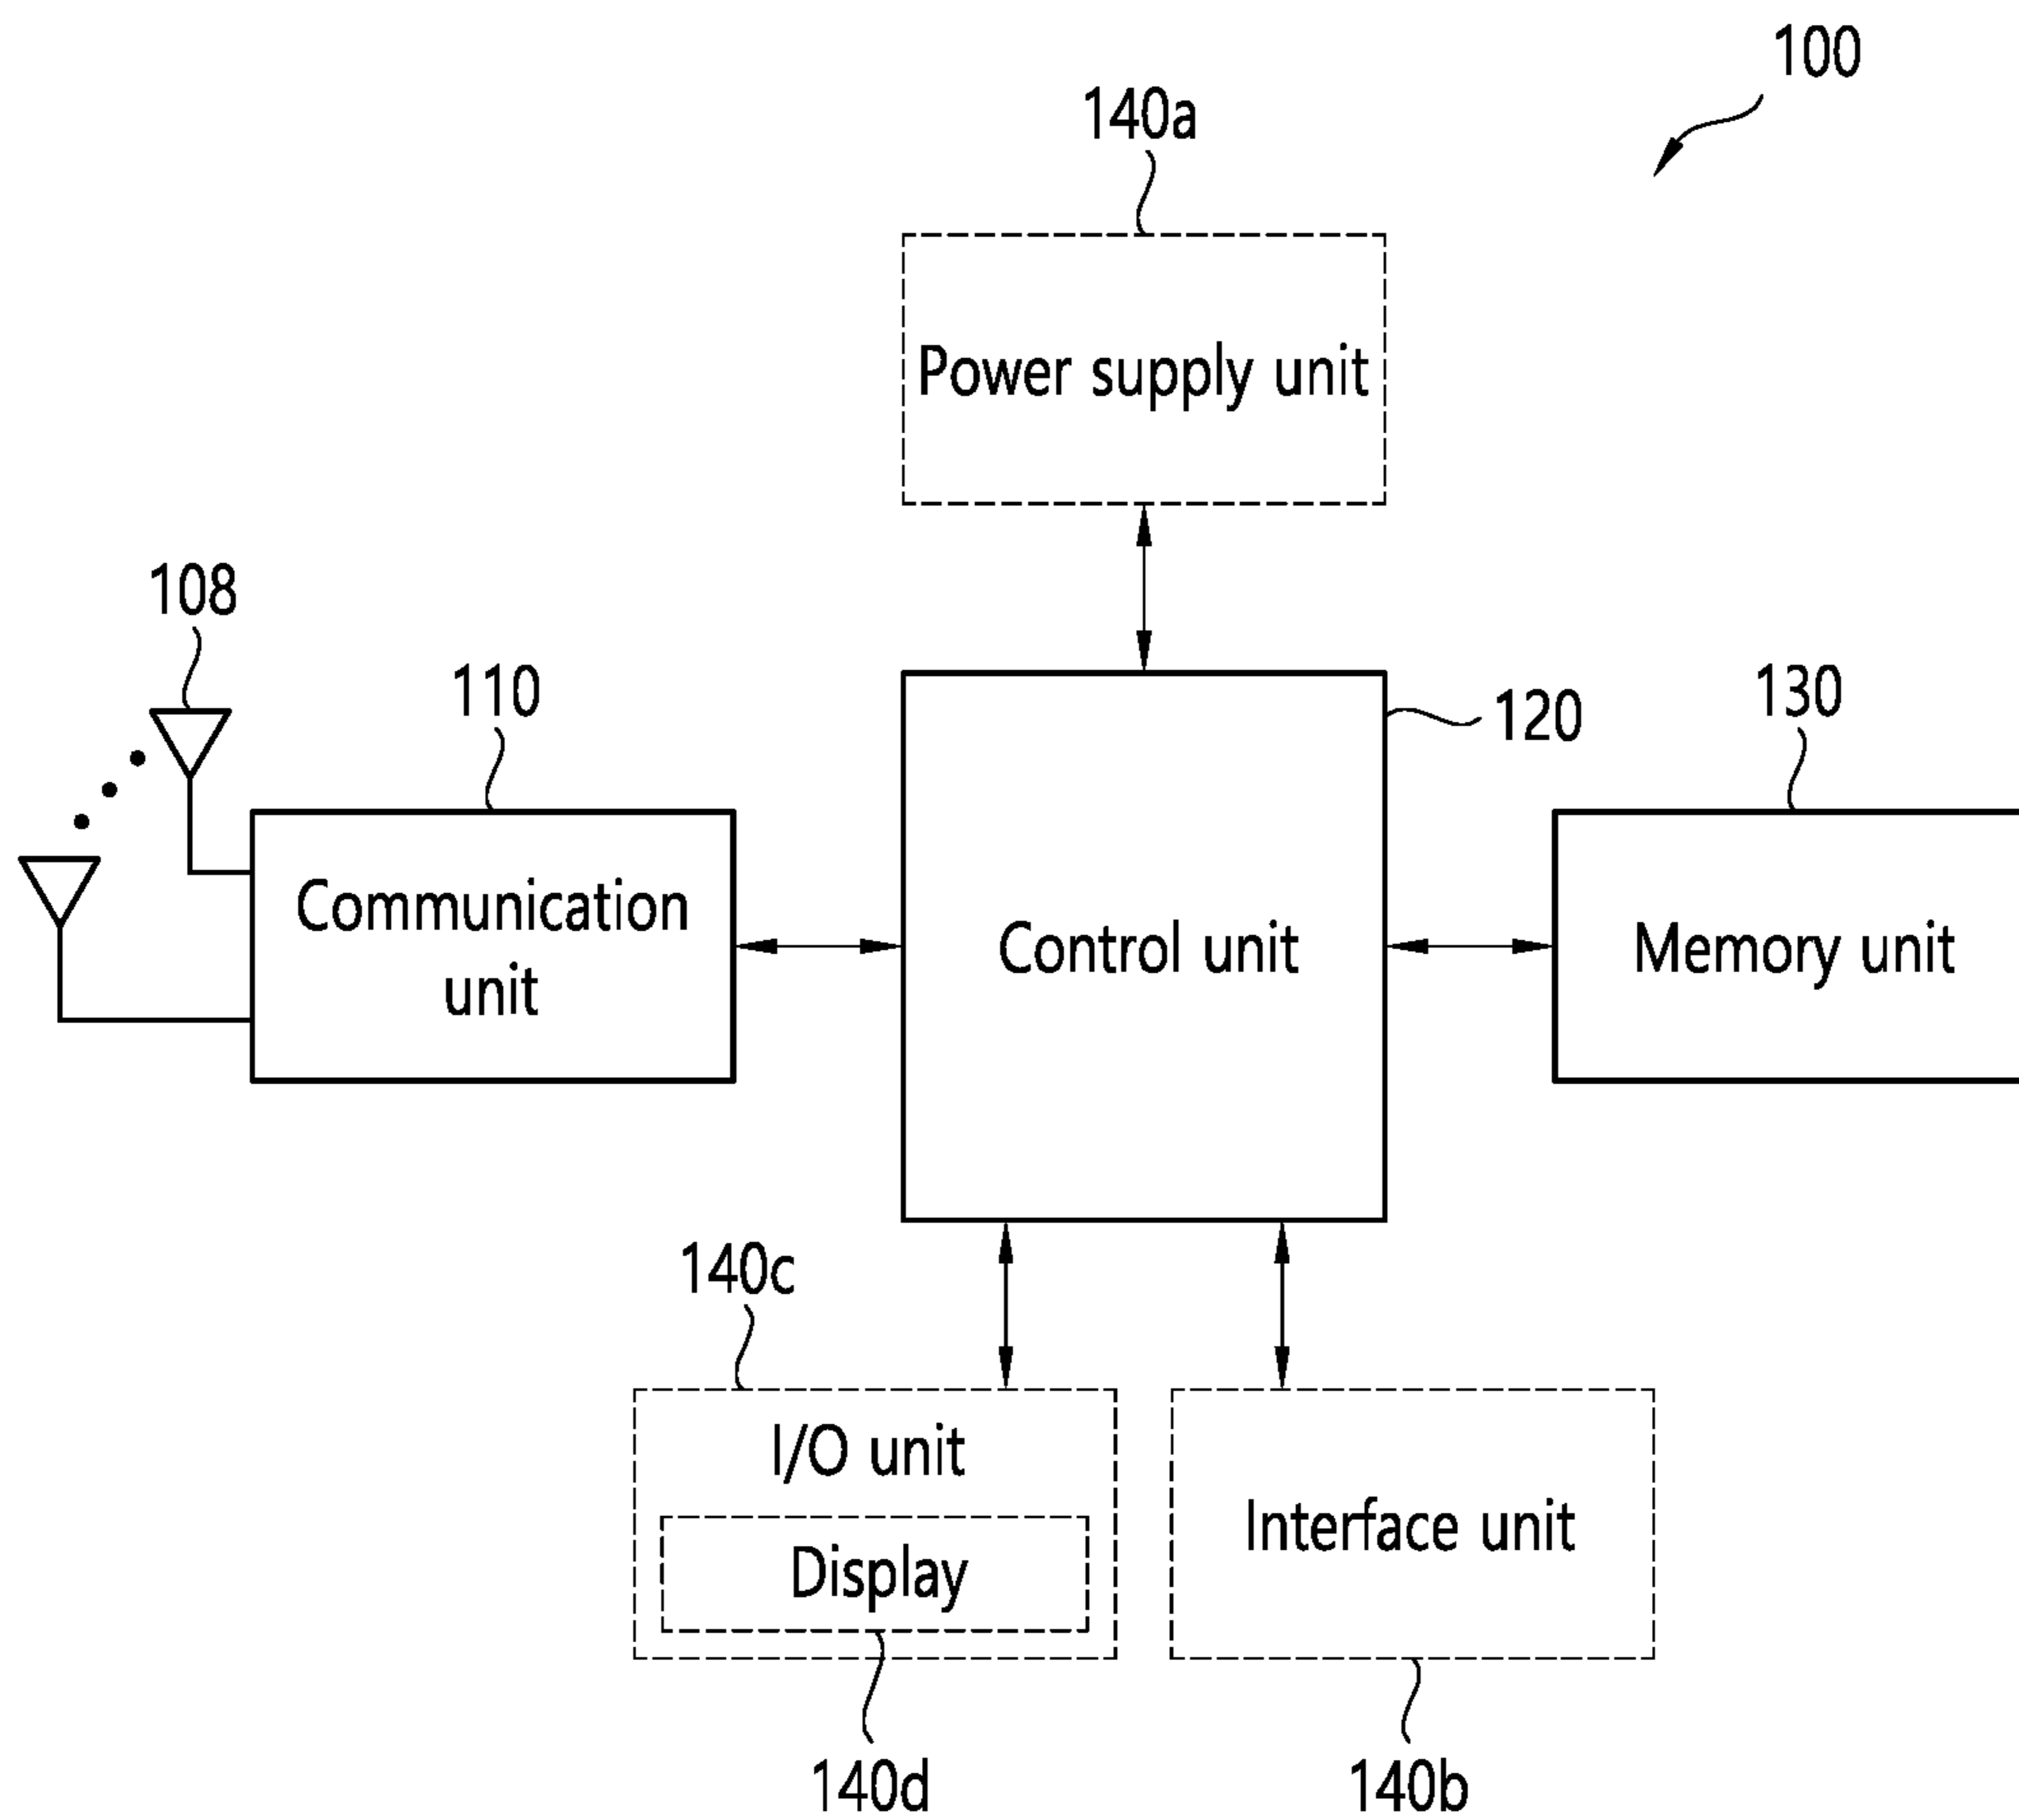 100
140a
Power supply unit
108
110
120
130
Communication
unit
Control unit
Memory unit
140c
I/O unit
Display
Interface unit
140d
140b